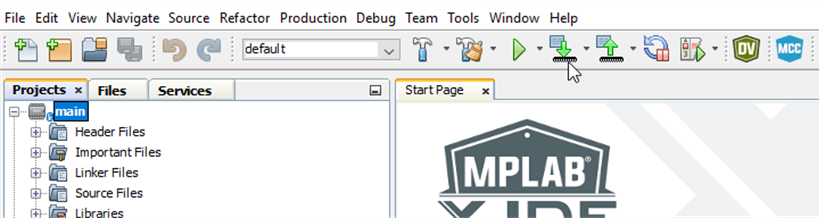 File Edit View Navigate Source Refactor Production Debug Team Tools Window Help
default DV MCC
Projects × Files Services Start Page ×
main
Header Files
Important Files
Linker Files
Source Files
Libraries
MPLAB®
X IDE